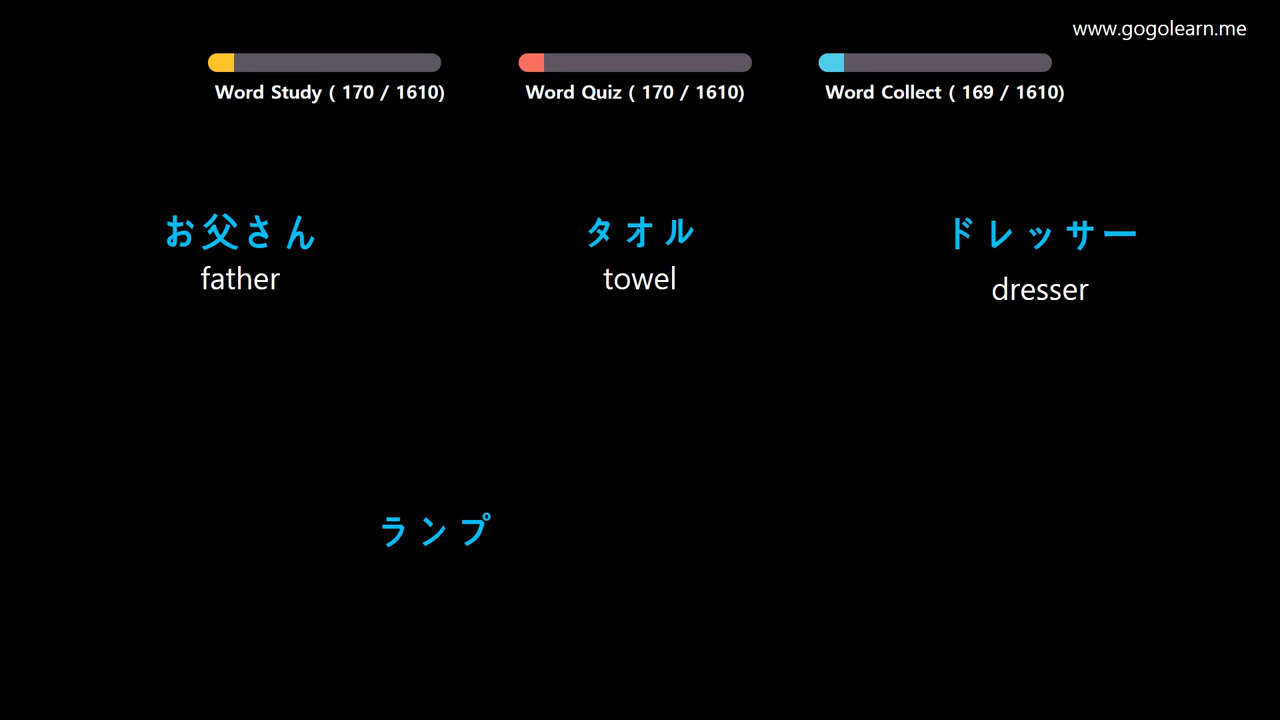 www.gogolearn.me
Word Study ( 170 / 1610)
Word Quiz ( 170 / 1610)
Word Collect ( 169 / 1610)
お父さん
father
タオル
towel
ドレッサー
dresser
ランプ